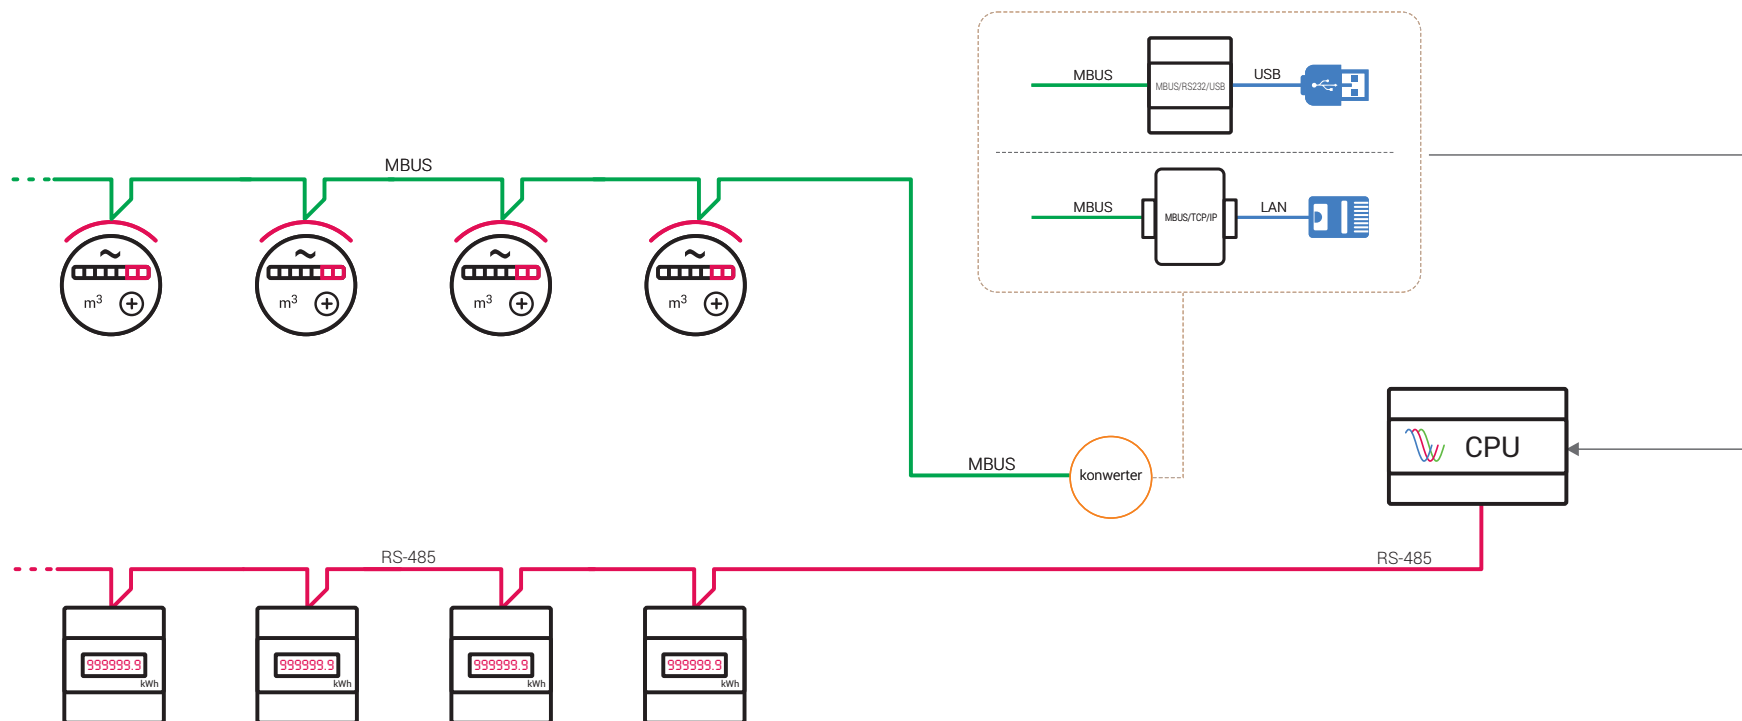 MBUS
USB
MBUS/RS232/USB
MBUS
LAN
MBUS/TCP/IP
MBUS
m³
m³
m³
m³
MBUS
konwerter
CPU
RS-485
RS-485
999999.9
kWh
999999.9
kWh
999999.9
kWh
999999.9
kWh